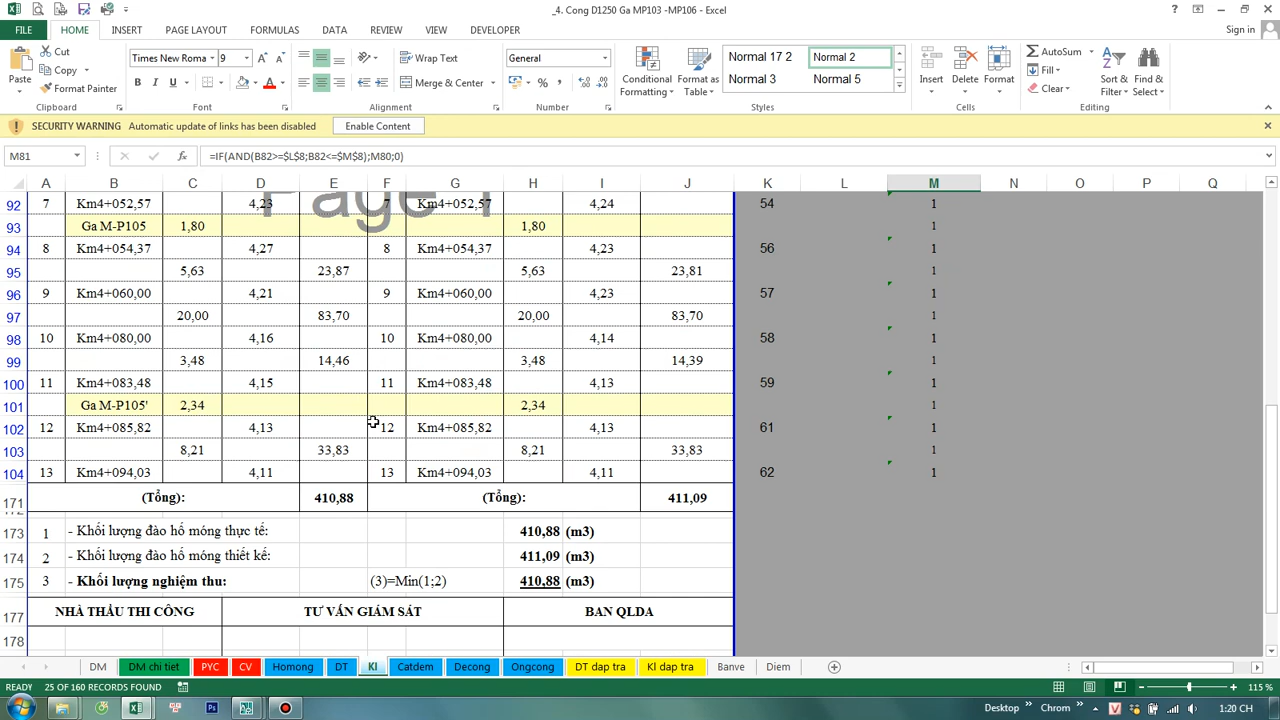 _4. Cong D1250 Ga MP103 -MP106 - Excel
FILE HOME INSERT PAGE LAYOUT FORMULAS DATA REVIEW VIEW DEVELOPER Sign in
Paste Cut Copy Format Painter Clipboard
Times New Roma 9 B I U Font
Wrap Text Merge & Center Alignment
General % Number
Conditional Formatting Format as Table Normal 17 2 Normal 2 Normal 3 Normal 5 Styles
Insert Delete Format Cells
AutoSum Fill Clear Sort & Filter Find & Select Editing
SECURITY WARNING Automatic update of links has been disabled Enable Content
M81 fx =IF(AND(B82>=$L$8;B82<=$M$8);M80;0)
A B C D E F G H I J K L M N O P Q
Page 1
92 7 Km4+052,57 4,23 7 Km4+052,57 4,24 54 1
93 Ga M-P105 1,80 1,80 1
94 8 Km4+054,37 4,27 8 Km4+054,37 4,23 56 1
95 5,63 23,87 5,63 23,81 1
96 9 Km4+060,00 4,21 9 Km4+060,00 4,23 57 1
97 20,00 83,70 20,00 83,70 1
98 10 Km4+080,00 4,16 10 Km4+080,00 4,14 58 1
99 3,48 14,46 3,48 14,39 1
100 11 Km4+083,48 4,15 11 Km4+083,48 4,13 59 1
101 Ga M-P105' 2,34 2,34 1
102 12 Km4+085,82 4,13 12 Km4+085,82 4,13 61 1
103 8,21 33,83 8,21 33,83 1
104 13 Km4+094,03 4,11 13 Km4+094,03 4,11 62 1
171 (Tổng): 410,88 (Tổng): 411,09
173 1 - Khối lượng đào hố móng thực tế: 410,88 (m3)
174 2 - Khối lượng đào hố móng thiết kế: 411,09 (m3)
175 3 - Khối lượng nghiệm thu: (3)=Min(1;2) 410,88 (m3)
177 NHÀ THẦU THI CÔNG TƯ VẤN GIÁM SÁT BAN QLDA
178
DM DM chi tiet PYC CV Homong DT Kl Catdem Decong Ongcong DT dap tra Kl dap tra Banve Diem
READY 25 OF 160 RECORDS FOUND 115 %
Desktop » Chrom » V 1:20 CH